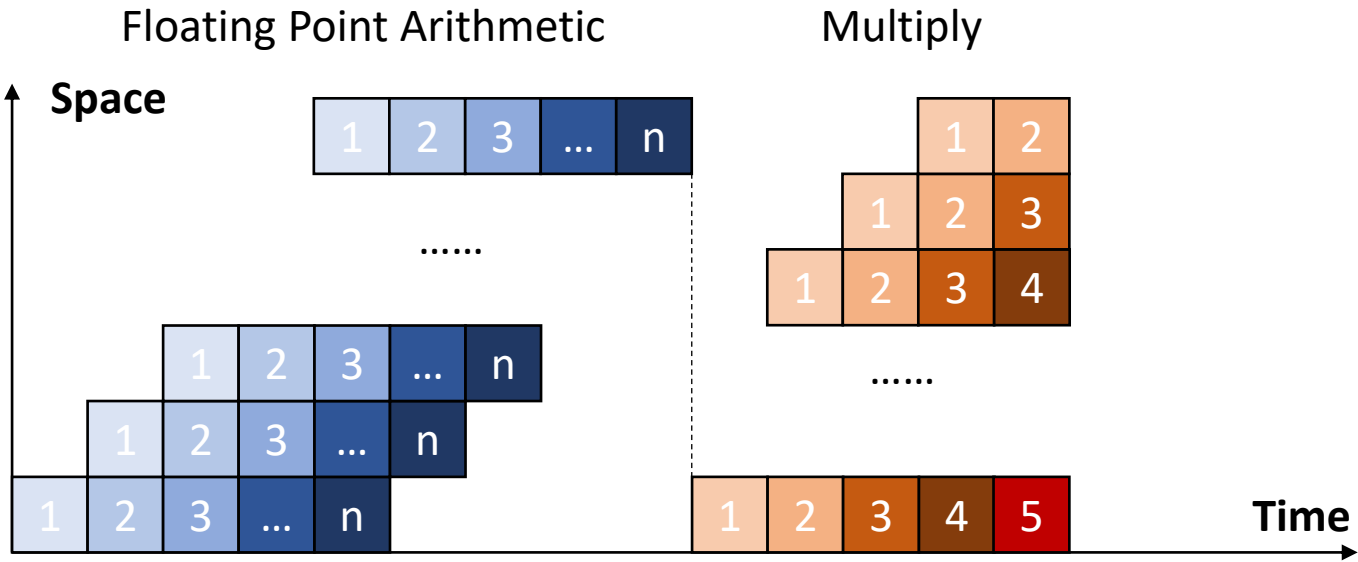 Floating Point Arithmetic Multiply
Space
1 2 3 ... n 1 2
1 2 3
...... 1 2 3 4
1 2 3 ... n ......
1 2 3 ... n
1 2 3 ... n 1 2 3 4 5 Time